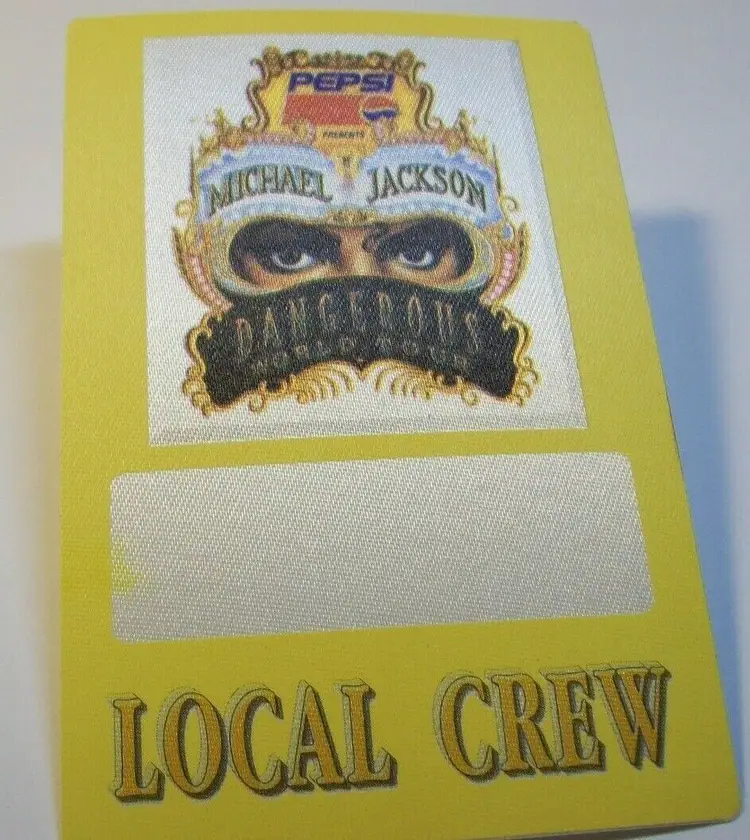 PEPSI
PRESENTS
MICHAEL JACKSON
DANGEROUS
WORLD TOUR
LOCAL CREW